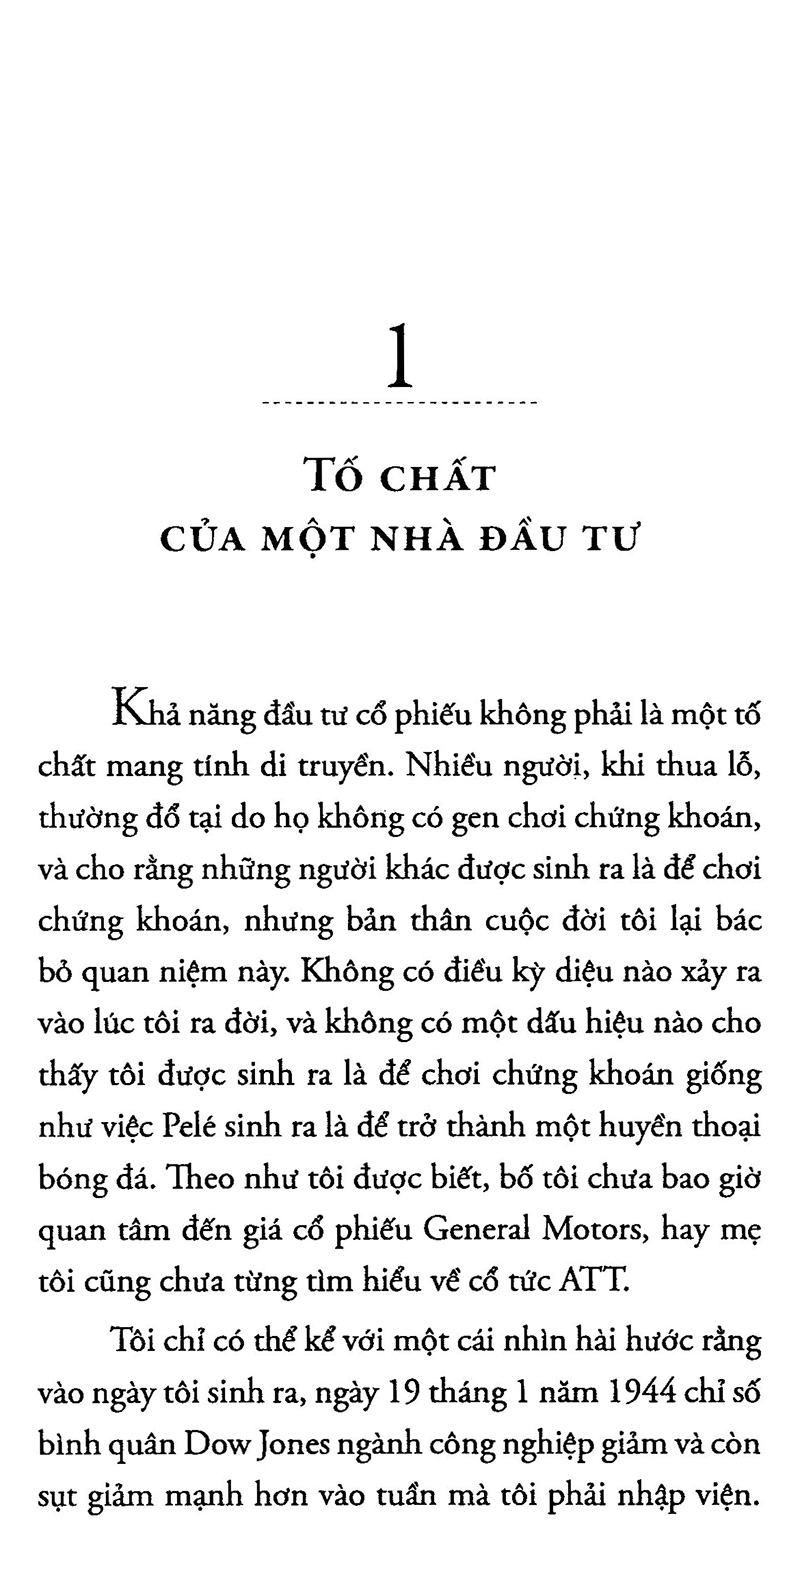 1
TỐ CHẤT
CỦA MỘT NHÀ ĐẦU TƯ
Khả năng đầu tư cổ phiếu không phải là một tố
chất mang tính di truyền. Nhiều người, khi thua lỗ,
thường đổ tại do họ không có gen chơi chứng khoán,
và cho rằng những người khác được sinh ra là để chơi
chứng khoán, nhưng bản thân cuộc đời tôi lại bác
bỏ quan niệm này. Không có điều kỳ diệu nào xảy ra
vào lúc tôi ra đời, và không có một dấu hiệu nào cho
thấy tôi được sinh ra là để chơi chứng khoán giống
như việc Pelé sinh ra là để trở thành một huyền thoại
bóng đá. Theo như tôi được biết, bố tôi chưa bao giờ
quan tâm đến giá cổ phiếu General Motors, hay mẹ
tôi cũng chưa từng tìm hiểu về cổ tức ATT.
Tôi chỉ có thể kể với một cái nhìn hài hước rằng
vào ngày tôi sinh ra, ngày 19 tháng 1 năm 1944 chỉ số
bình quân Dow Jones ngành công nghiệp giảm và còn
sụt giảm mạnh hơn vào tuần mà tôi phải nhập viện.